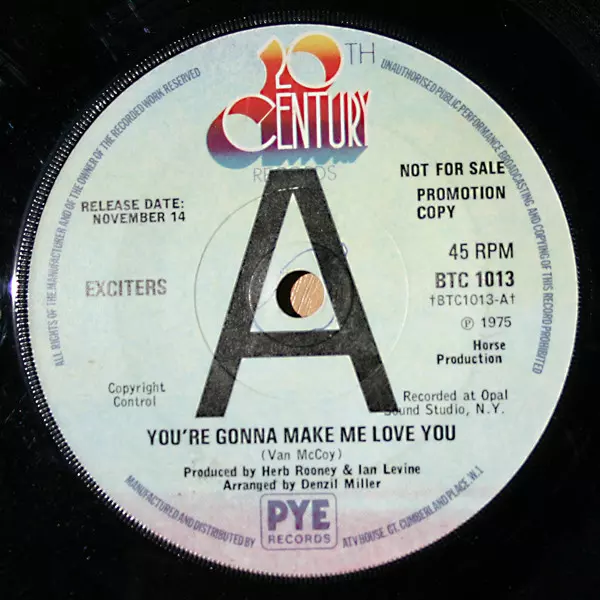 20TH
CENTURY
RECORDS
ALL RIGHTS OF THE MANUFACTURER AND OF THE OWNER OF THE RECORDED WORK RESERVED
UNAUTHORISED PUBLIC PERFORMANCE BROADCASTING AND COPYING OF THIS RECORD PROHIBITED
RELEASE DATE:
NOVEMBER 14
NOT FOR SALE
PROMOTION
COPY
A
EXCITERS
45 RPM
BTC 1013
†BTC1013-A†
Ⓟ 1975
Horse
Production
Copyright
Control
Recorded at Opal
Sound Studio, N.Y.
YOU'RE GONNA MAKE ME LOVE YOU
(Van McCoy)
Produced by Herb Rooney & Ian Levine
Arranged by Denzil Miller
PYE
RECORDS
MANUFACTURED AND DISTRIBUTED BY
ATV HOUSE, GT. CUMBERLAND PLACE, W.1